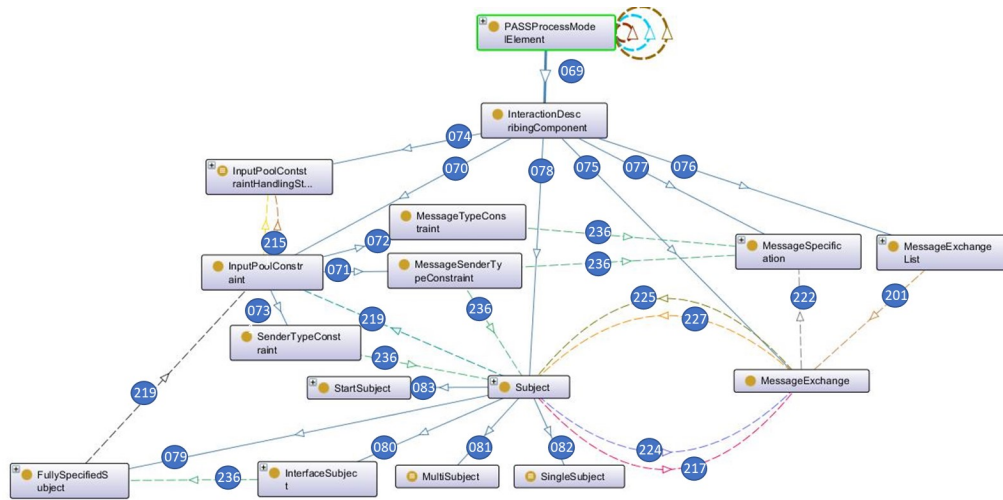 PASSProcessMode
lElement
069
InteractionDesc
ribingComponent
074
070
078
075
077
076
InputPoolContst
raintHandlingSt...
MessageTypeCons
traint
236
MessageSpecific
ation
MessageExchange
List
215
072
InputPoolConstr
aint
071
MessageSenderTy
peConstraint
236
073
236
219
225
227
222
201
SenderTypeConst
raint
236
219
StartSubject
083
Subject
MessageExchange
079
080
081
082
224
217
FullySpecifiedS
ubject
236
InterfaceSubjec
t
MultiSubject
SingleSubject